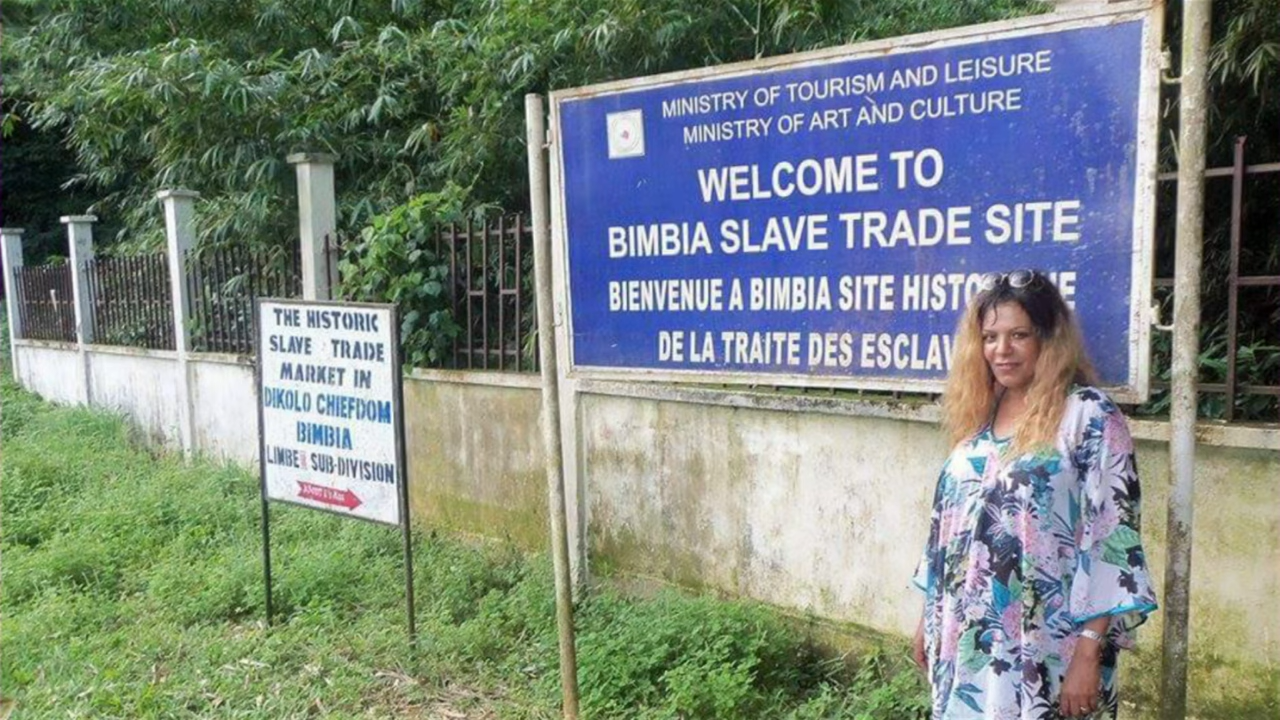 THE HISTORIC
SLAVE TRADE
MARKET IN
DIKOLO CHIEFDOM
BIMBIA
LIMBE SUB-DIVISION
MINISTRY OF TOURISM AND LEISURE
MINISTRY OF ART AND CULTURE
WELCOME TO
BIMBIA SLAVE TRADE SITE
BIENVENUE A BIMBIA SITE
DE LA TRAITE DES